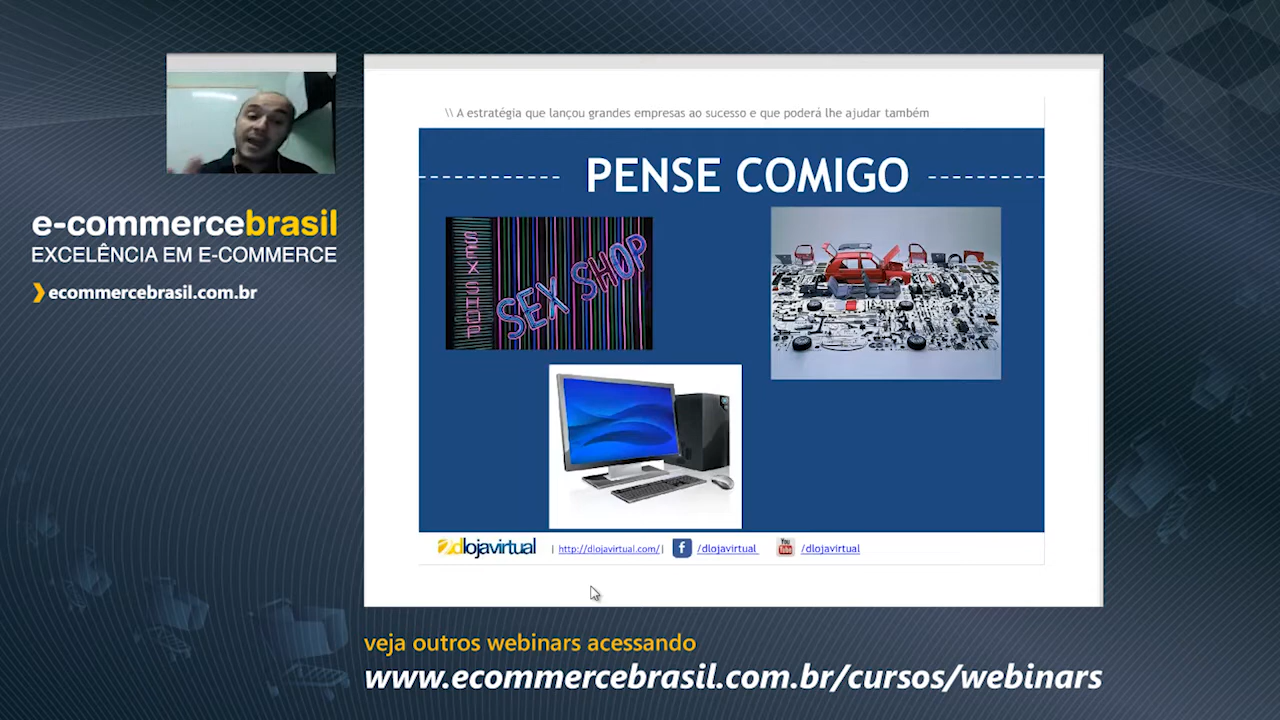 \\ A estratégia que lançou grandes empresas ao sucesso e que poderá lhe ajudar também
PENSE COMIGO
SEX SHOP
SEX SHOP
e-commercebrasil
EXCELÊNCIA EM E-COMMERCE
ecommercebrasil.com.br
dlojavirtual | http://dlojavirtual.com/ | f /dlojavirtual You Tube /dlojavirtual
veja outros webinars acessando
www.ecommercebrasil.com.br/cursos/webinars